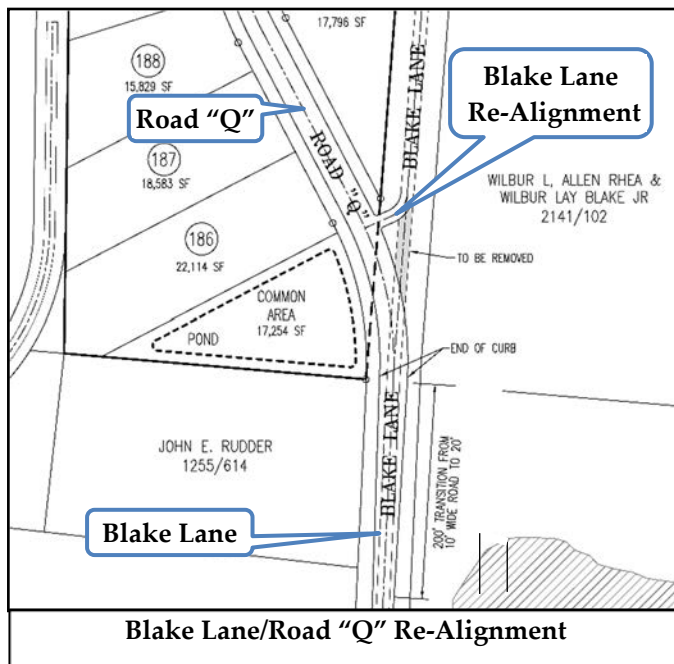 17,796 SF
188
15,829 SF
Road “Q”
ROAD "Q"
BLAKE LANE
Blake Lane
Re-Alignment
187
18,583 SF
WILBUR L, ALLEN RHEA &
WILBUR LAY BLAKE JR
2141/102
186
22,114 SF
TO BE REMOVED
COMMON
AREA
17,254 SF
POND
END OF CURB
JOHN E. RUDDER
1255/614
BLAKE LANE
200' TRANSITION FROM
10' WIDE ROAD TO 20'
Blake Lane
Blake Lane/Road “Q” Re-Alignment